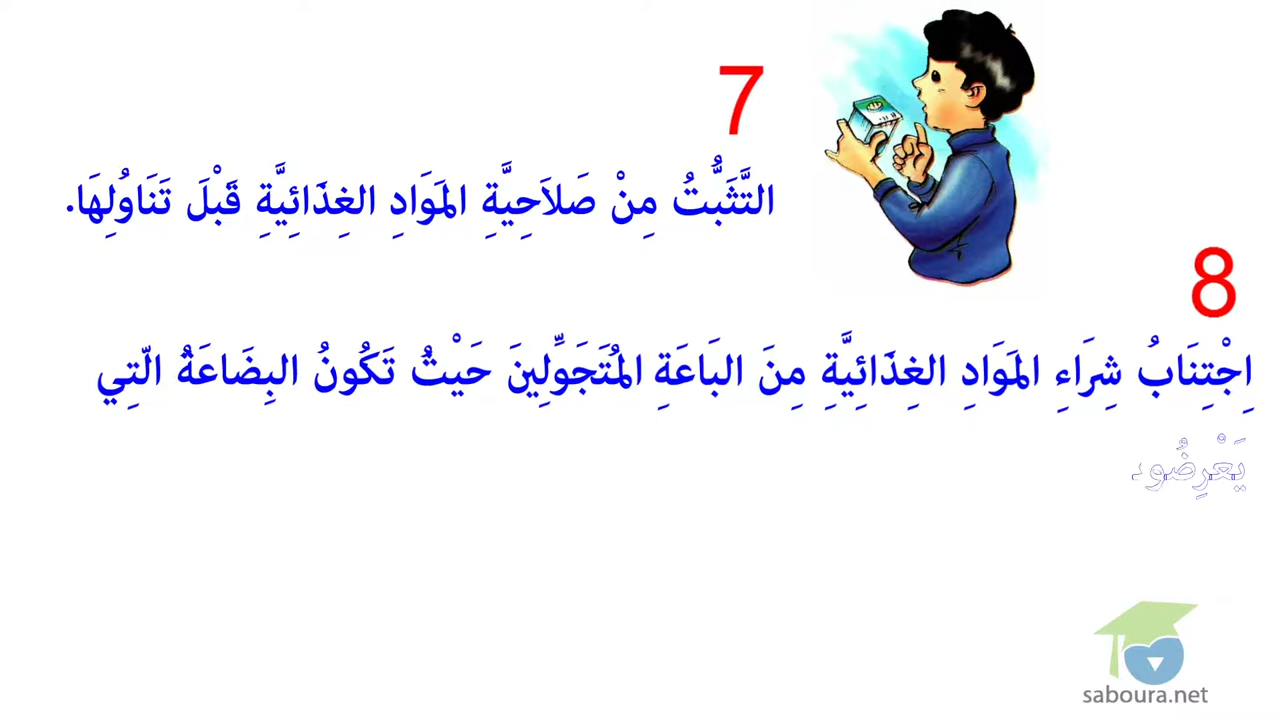 7
التَّثَبُّتُ مِنْ صَلاَحِيَّةِ المَوَادِ الغِذَائِيَّةِ قَبْلَ تَنَاوُلِهَا.
8
اِجْتِنَابُ شِرَاءِ المَوَادِ الغِذَائِيَّةِ مِنَ البَاعَةِ المُتَجَوِّلِينَ حَيْثُ تَكُونُ البِضَاعَةُ الّتِي
saboura.net